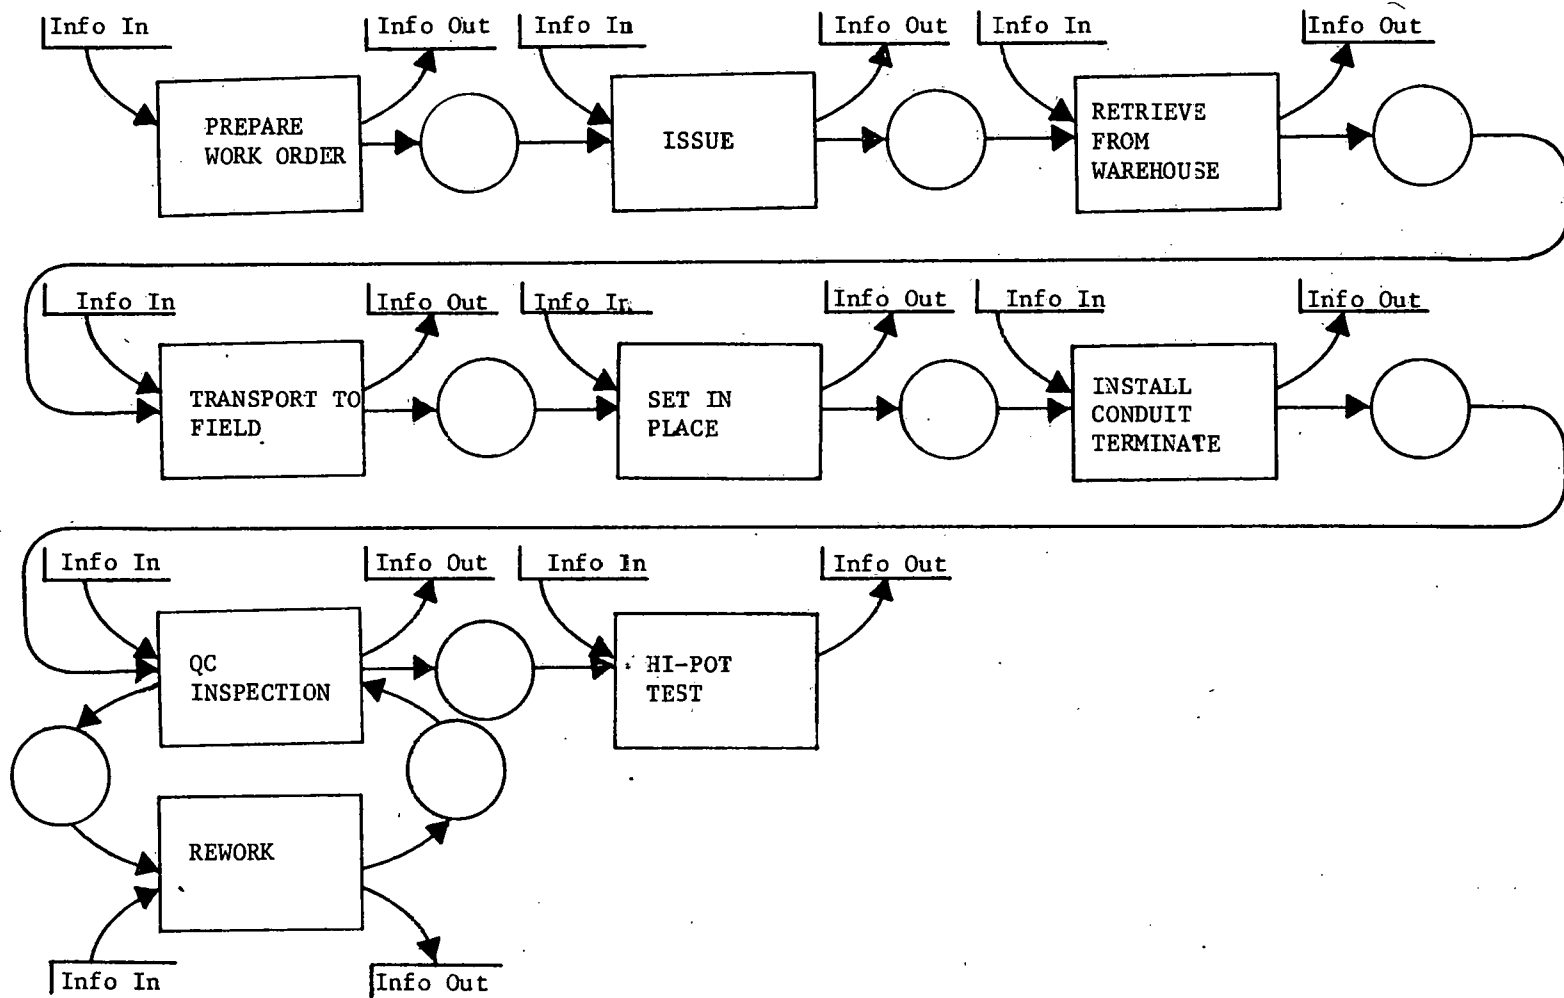 Info In
Info Out
Info In
Info Out
Info In
Info Out
PREPARE
WORK ORDER
ISSUE
RETRIEVE
FROM
WAREHOUSE
Info In
Info Out
Info In
Info Out
Info In
Info Out
TRANSPORT TO
FIELD
SET IN
PLACE
INSTALL
CONDUIT
TERMINATE
Info In
Info Out
Info In
Info Out
QC
INSPECTION
HI-POT
TEST
REWORK
Info In
Info Out